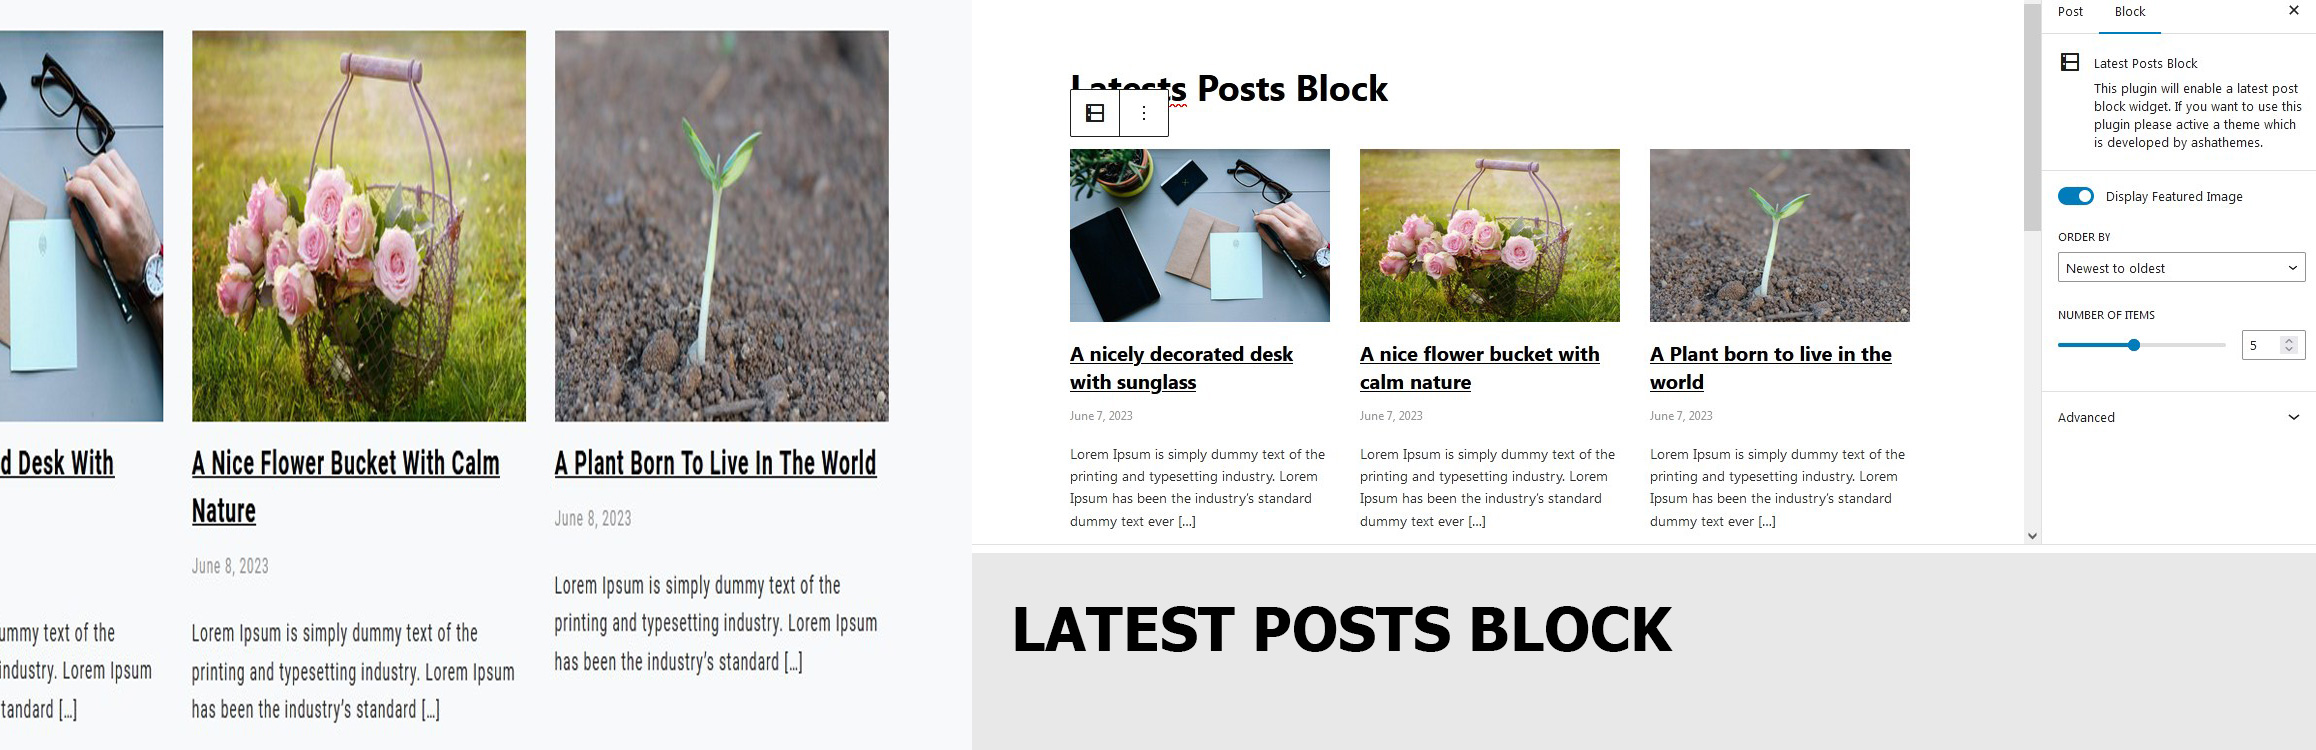 d Desk With
ummy text of the
industry. Lorem Ipsum
tandard [...]
A Nice Flower Bucket With Calm
Nature
June 8, 2023
Lorem Ipsum is simply dummy text of the
printing and typesetting industry. Lorem Ipsum
has been the industry's standard [...]
A Plant Born To Live In The World
June 8, 2023
Lorem Ipsum is simply dummy text of the
printing and typesetting industry. Lorem Ipsum
has been the industry's standard [...]
Latests Posts Block
A nicely decorated desk
with sunglass
June 7, 2023
Lorem Ipsum is simply dummy text of the
printing and typesetting industry. Lorem
Ipsum has been the industry's standard
dummy text ever [...]
A nice flower bucket with
calm nature
June 7, 2023
Lorem Ipsum is simply dummy text of the
printing and typesetting industry. Lorem
Ipsum has been the industry's standard
dummy text ever [...]
A Plant born to live in the
world
June 7, 2023
Lorem Ipsum is simply dummy text of the
printing and typesetting industry. Lorem
Ipsum has been the industry's standard
dummy text ever [...]
Post
Block
Latest Posts Block
This plugin will enable a latest post
block widget. If you want to use this
plugin please active a theme which
is developed by ashathemes.
Display Featured Image
ORDER BY
Newest to oldest
NUMBER OF ITEMS
5
Advanced
LATEST POSTS BLOCK